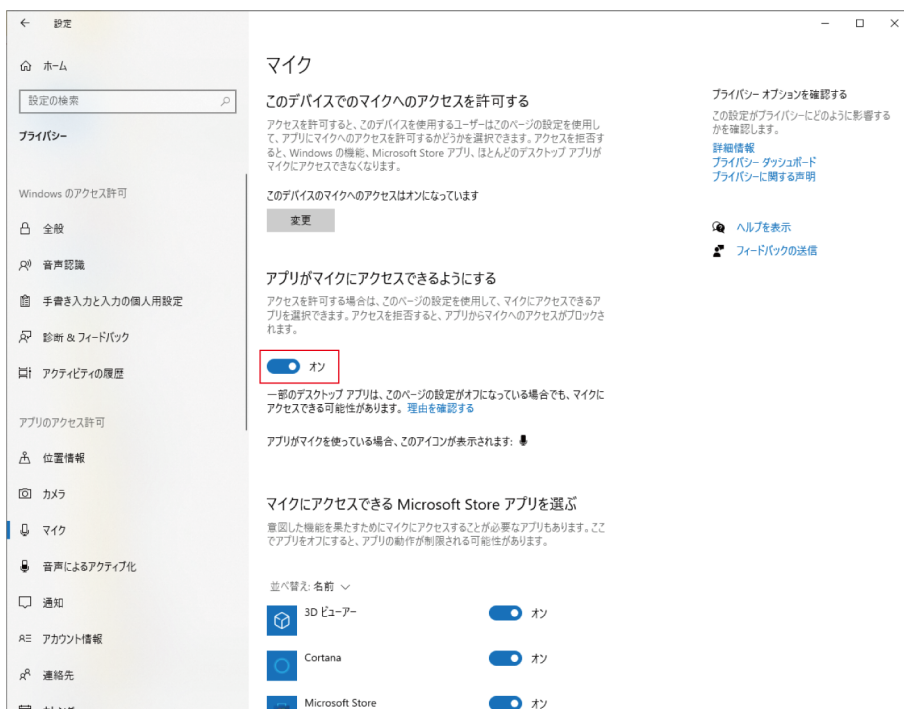 設定
ホーム
設定の検索
プライバシー
Windows のアクセス許可
全般
音声認識
手書き入力と入力の個人用設定
診断 & フィードバック
アクティビティの履歴
アプリのアクセス許可
位置情報
カメラ
マイク
音声によるアクティブ化
通知
アカウント情報
連絡先
マイク
このデバイスでのマイクへのアクセスを許可する
アクセスを許可すると、このデバイスを使用するユーザーはこのページの設定を使用し
て、アプリにマイクへのアクセスを許可するかどうかを選択できます。アクセスを拒否す
ると、Windows の機能、Microsoft Store アプリ、ほとんどのデスクトップ アプリが
マイクにアクセスできなくなります。
このデバイスのマイクへのアクセスはオンになっています
変更
アプリがマイクにアクセスできるようにする
アクセスを許可する場合は、このページの設定を使用して、マイクにアクセスできるア
プリを選択できます。アクセスを拒否すると、アプリからマイクへのアクセスがブロックさ
れます。
オン
一部のデスクトップ アプリは、このページの設定がオフになっている場合でも、マイクに
アクセスできる可能性があります。 理由を確認する
アプリがマイクを使っている場合、このアイコンが表示されます:
マイクにアクセスできる Microsoft Store アプリを選ぶ
意図した機能を果たすためにマイクにアクセスすることが必要なアプリもあります。ここ
でアプリをオフにすると、アプリの動作が制限される可能性があります。
並べ替え: 名前
3D ビューアー オン
Cortana オン
Microsoft Store オン
プライバシー オプションを確認する
この設定がプライバシーにどのように影響する
かを確認します。
詳細情報
プライバシー ダッシュボード
プライバシーに関する声明
ヘルプを表示
フィードバックの送信